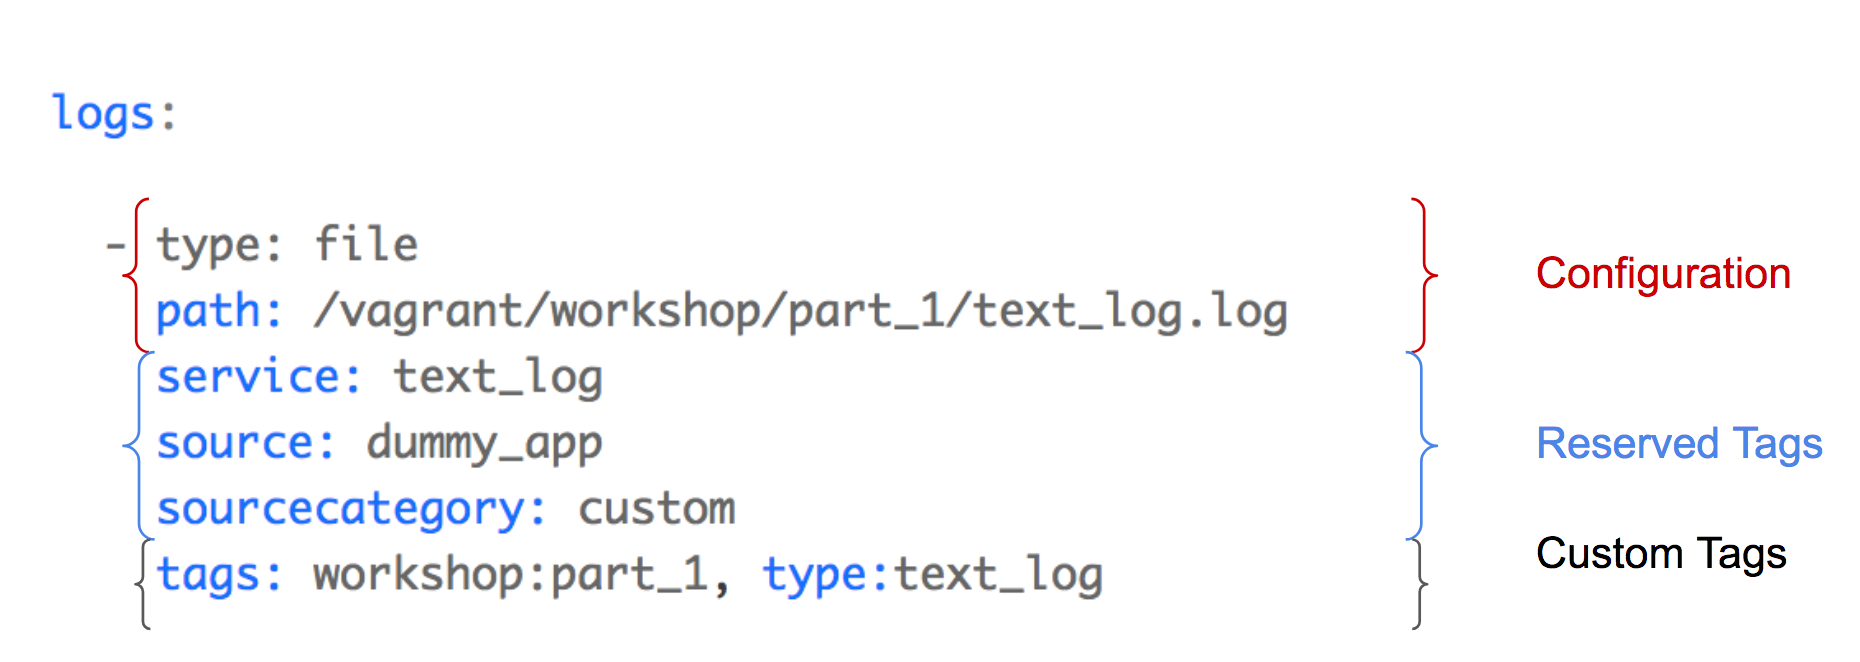 logs:
- type: file
path: /vagrant/workshop/part_1/text_log.log
Configuration
service: text_log
source: dummy_app
sourcecategory: custom
Reserved Tags
tags: workshop:part_1, type:text_log
Custom Tags